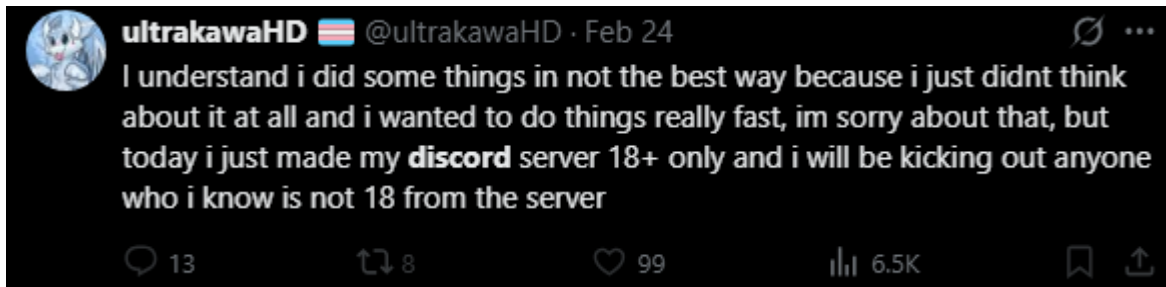 ultrakawaHD @ultrakawaHD · Feb 24
I understand i did some things in not the best way because i just didnt think
about it at all and i wanted to do things really fast, im sorry about that, but
today i just made my discord server 18+ only and i will be kicking out anyone
who i know is not 18 from the server
13 8 99 6.5K